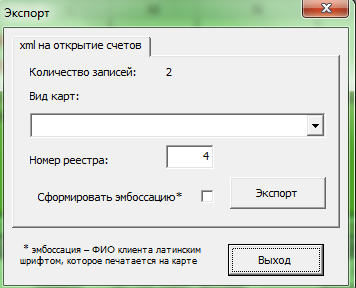 Экспорт
xml на открытие счетов
Количество записей: 2
Вид карт:
Номер реестра: 4
Сформировать эмбоссацию*
Экспорт
* эмбоссация – ФИО клиента латинским
шрифтом, которое печатается на карте
Выход